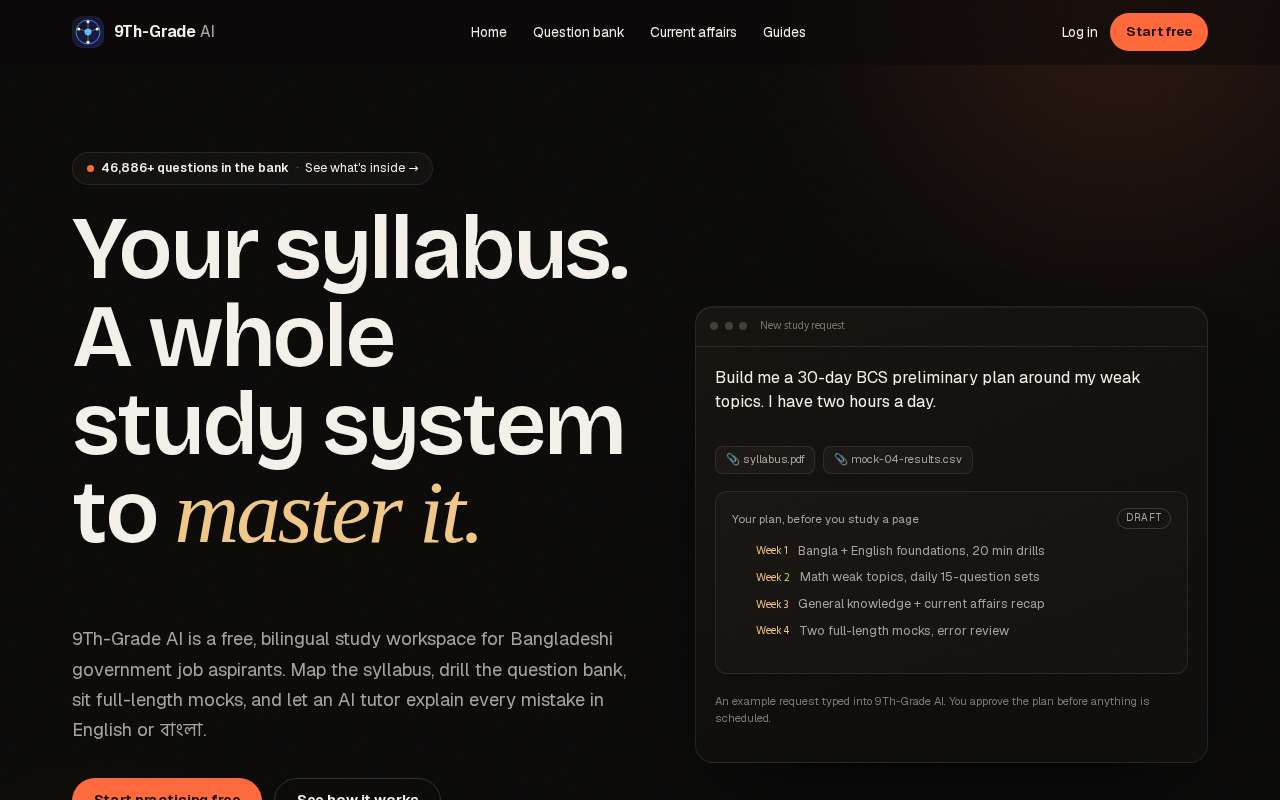 9Th-Grade AI
Home
Question bank
Current affairs
Guides
Log in
Start free
46,886+ questions in the bank · See what's inside →
Your syllabus.
A whole
study system
to master it.
9Th-Grade AI is a free, bilingual study workspace for Bangladeshi
government job aspirants. Map the syllabus, drill the question bank,
sit full-length mocks, and let an AI tutor explain every mistake in
English or বাংলা.
Start practicing free
See how it works
New study request
Build me a 30-day BCS preliminary plan around my weak
topics. I have two hours a day.
syllabus.pdf
mock-04-results.csv
Your plan, before you study a page
DRAFT
Week 1 Bangla + English foundations, 20 min drills
Week 2 Math weak topics, daily 15-question sets
Week 3 General knowledge + current affairs recap
Week 4 Two full-length mocks, error review
An example request typed into 9Th-Grade AI. You approve the plan before anything is
scheduled.